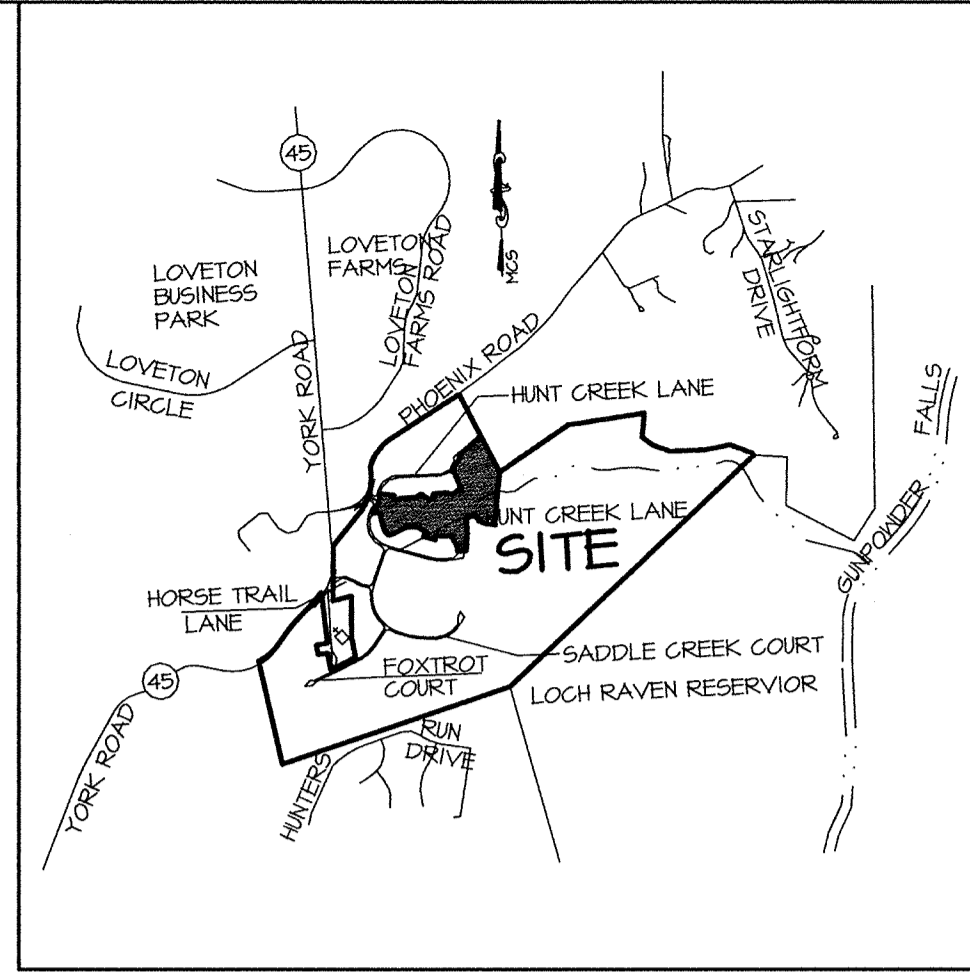 45
LOVETON
FARMS
LOVETON
BUSINESS
PARK
LOVETON
FARMS ROAD
STARLIGHTFORM
DRIVE
LOVETON
CIRCLE
YORK ROAD
PHOENIX ROAD
MCS
HUNT CREEK LANE
FALLS
GUNPOWDER
HUNT CREEK LANE
SITE
HORSE TRAIL
LANE
SADDLE CREEK COURT
FOXTROT
COURT
45
LOCH RAVEN RESERVIOR
YORK ROAD
HUNTERS
RUN
DRIVE